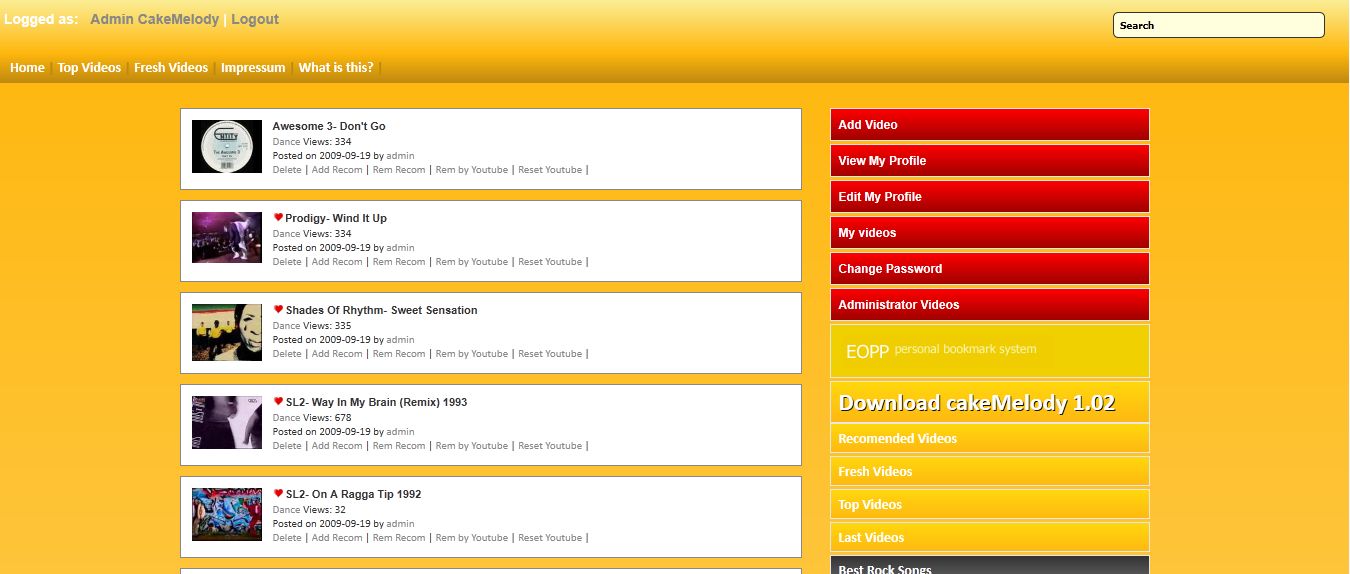 Logged as: Admin CakeMelody | Logout
Search
Home | Top Videos | Fresh Videos | Impressum | What is this? |
Awesome 3- Don't Go
Dance Views: 334
Posted on 2009-09-19 by admin
Delete | Add Recom | Rem Recom | Rem by Youtube | Reset Youtube |
Prodigy- Wind It Up
Dance Views: 334
Posted on 2009-09-19 by admin
Delete | Add Recom | Rem Recom | Rem by Youtube | Reset Youtube |
Shades Of Rhythm- Sweet Sensation
Dance Views: 335
Posted on 2009-09-19 by admin
Delete | Add Recom | Rem Recom | Rem by Youtube | Reset Youtube |
SL2- Way In My Brain (Remix) 1993
Dance Views: 678
Posted on 2009-09-19 by admin
Delete | Add Recom | Rem Recom | Rem by Youtube | Reset Youtube |
SL2- On A Ragga Tip 1992
Dance Views: 32
Posted on 2009-09-19 by admin
Delete | Add Recom | Rem Recom | Rem by Youtube | Reset Youtube |
Add Video
View My Profile
Edit My Profile
My videos
Change Password
Administrator Videos
EOPP personal bookmark system
Download cakeMelody 1.02
Recomended Videos
Fresh Videos
Top Videos
Last Videos
Best Rock Songs